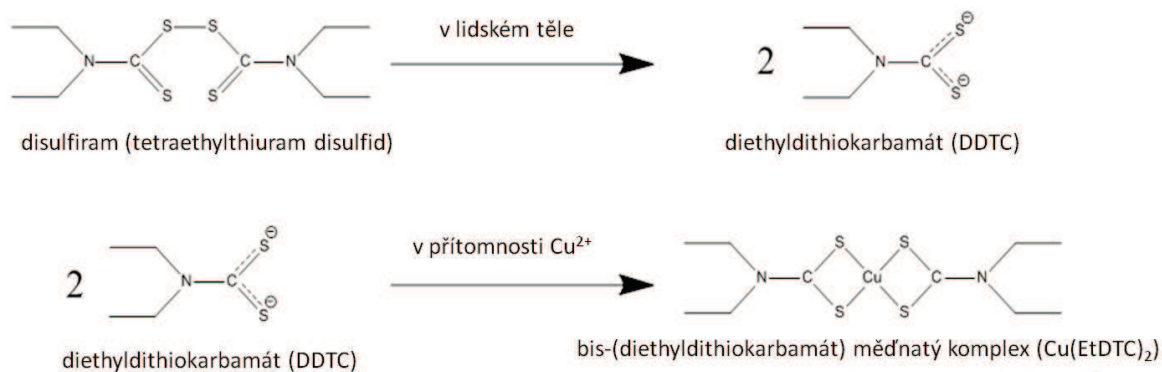 v lidském těle
S S S⊖
N C C N 2 N C
S S S⊖
disulfiram (tetraethylthiuram disulfid) diethyldithiokarbamát (DDTC)
v přítomnosti Cu²⁺
S⊖ S S
2 N C N C Cu C N
S⊖ S S
diethyldithiokarbamát (DDTC) bis-(diethyldithiokarbamát) měďnatý komplex (Cu(EtDTC)₂)